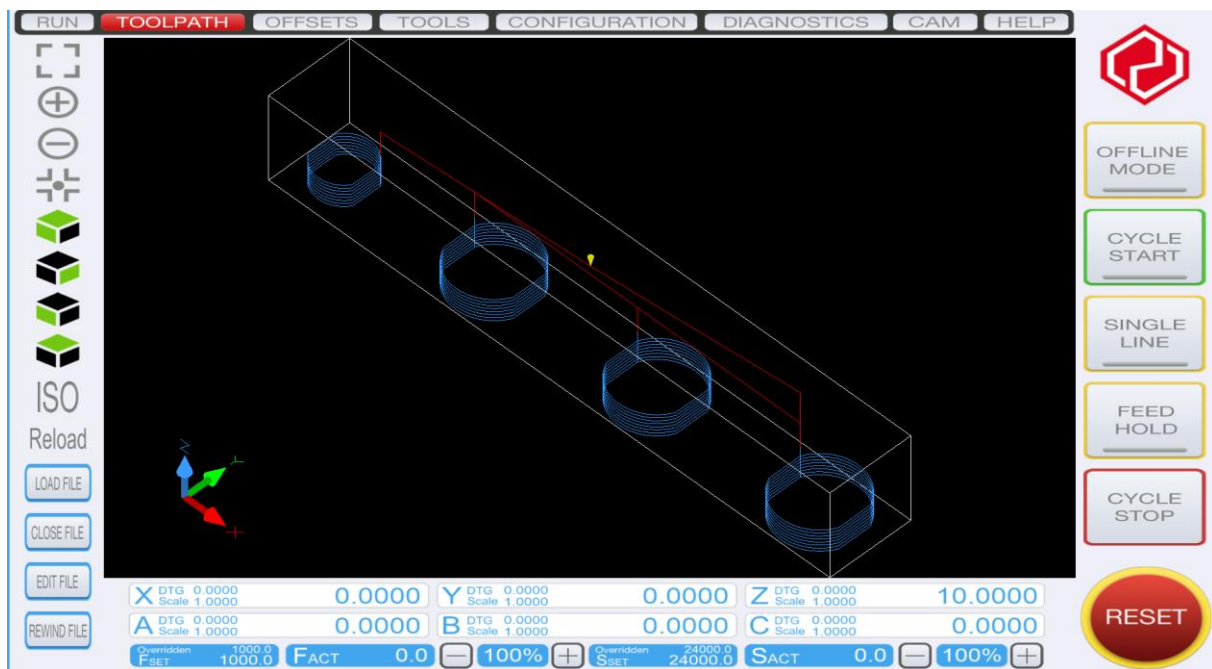 RUN TOOLPATH OFFSETS TOOLS CONFIGURATION DIAGNOSTICS CAM HELP
OFFLINE
MODE
CYCLE
START
SINGLE
LINE
FEED
HOLD
CYCLE
STOP
RESET
ISO
Reload
LOAD FILE
CLOSE FILE
EDIT FILE
REWIND FILE
Z
Y
X
X DTG 0.0000 Scale 1.0000 0.0000
Y DTG 0.0000 Scale 1.0000 0.0000
Z DTG 0.0000 Scale 1.0000 10.0000
A DTG 0.0000 Scale 1.0000 0.0000
B DTG 0.0000 Scale 1.0000 0.0000
C DTG 0.0000 Scale 1.0000 0.0000
Overridden 1000.0
FSET 1000.0
FACT 0.0
100%
Overridden 24000.0
SSET 24000.0
SACT 0.0
100%